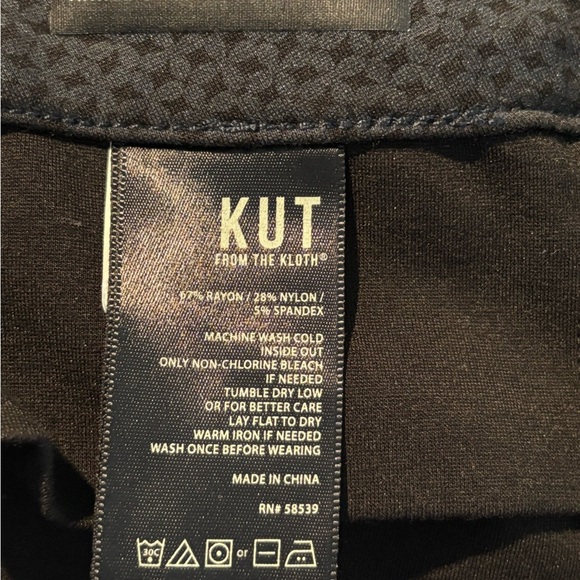 KUT
FROM THE KLOTH®
67% RAYON / 28% NYLON /
5% SPANDEX
MACHINE WASH COLD
INSIDE OUT
ONLY NON-CHLORINE BLEACH
IF NEEDED
TUMBLE DRY LOW
OR FOR BETTER CARE
LAY FLAT TO DRY
WARM IRON IF NEEDED
WASH ONCE BEFORE WEARING
MADE IN CHINA
RN# 58539
30C or